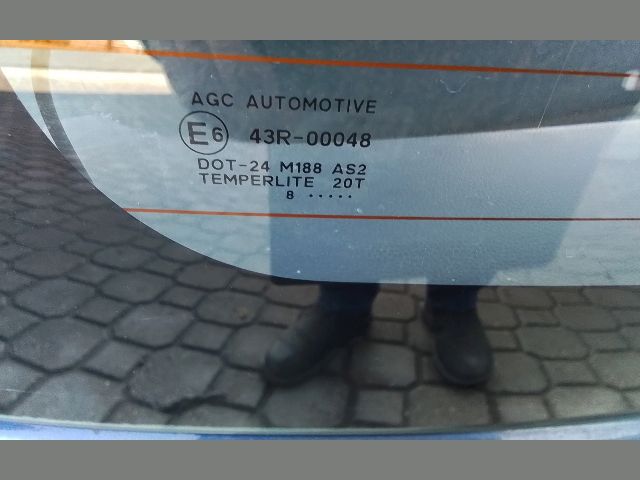 AGC AUTOMOTIVE
E6 43R-00048
DOT-24 M188 AS2
TEMPERLITE 20T
8 .....